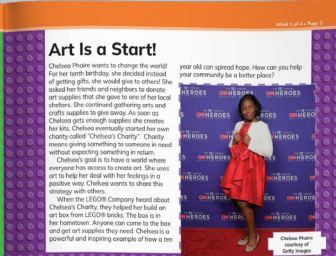 Week 1 of 4 • Page 3
Art Is a Start!
Chelsea Phaire wants to change the world!
For her tenth birthday, she decided instead
of getting gifts, she would give to others! She
asked her friends and neighbors to donate
art supplies that she gave to one of her local
shelters. She continued gathering arts and
crafts supplies to give away. As soon as
Chelsea gets enough supplies she creates
her kits. Chelsea eventually started her own
charity called "Chelsea's Charity". Charity
means giving something to someone in need
without expecting something in return.
Chelsea's goal is to have a world where
everyone has access to create art. She uses
art to help her deal with her feelings in a
positive way. Chelsea wants to share this
strategy with others.
When the LEGO® Company heard about
Chelsea's Charity, they helped her build an
art box from LEGO® bricks. The box is in
her hometown. Anyone can come to the box
and get art supplies they need. Chelsea is a
powerful and inspiring example of how a ten
year old can spread hope. How can you help
your community be a better place?
CNN HEROES
Chelsea Phaire
courtesy of
Getty Images